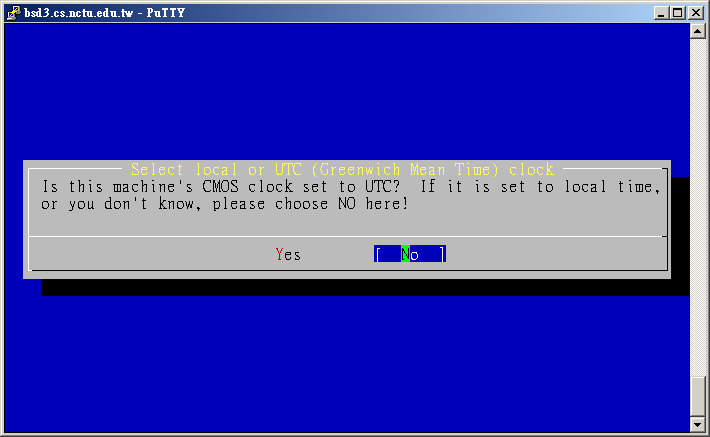 bsd3.cs.nctu.edu.tw - PuTTY
Select local or UTC (Greenwich Mean Time) clock
Is this machine's CMOS clock set to UTC?  If it is set to local time,
or you don't know, please choose NO here!
Yes [  No  ]